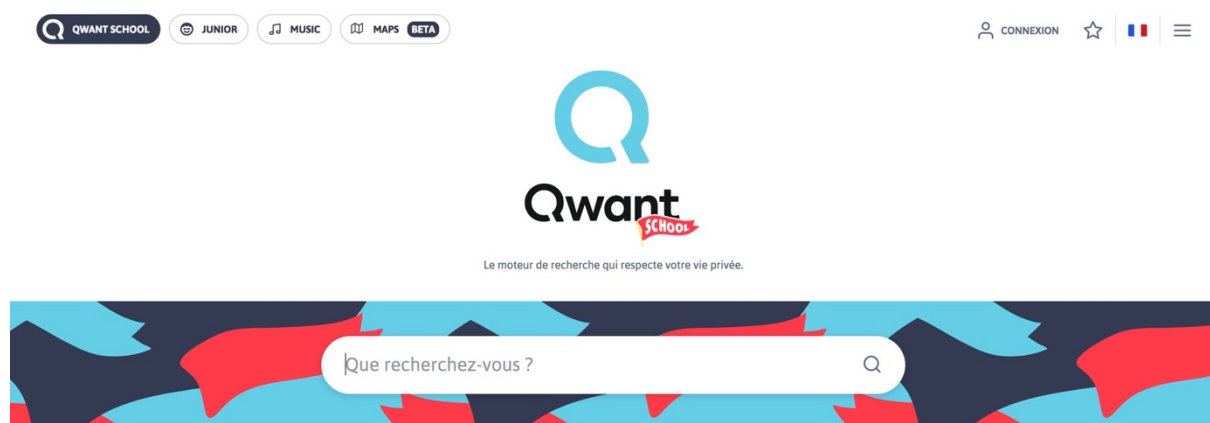 QWANT SCHOOL JUNIOR MUSIC MAPS BETA CONNEXION
Qwant
SCHOOL
Le moteur de recherche qui respecte votre vie privée.
Que recherchez-vous ?